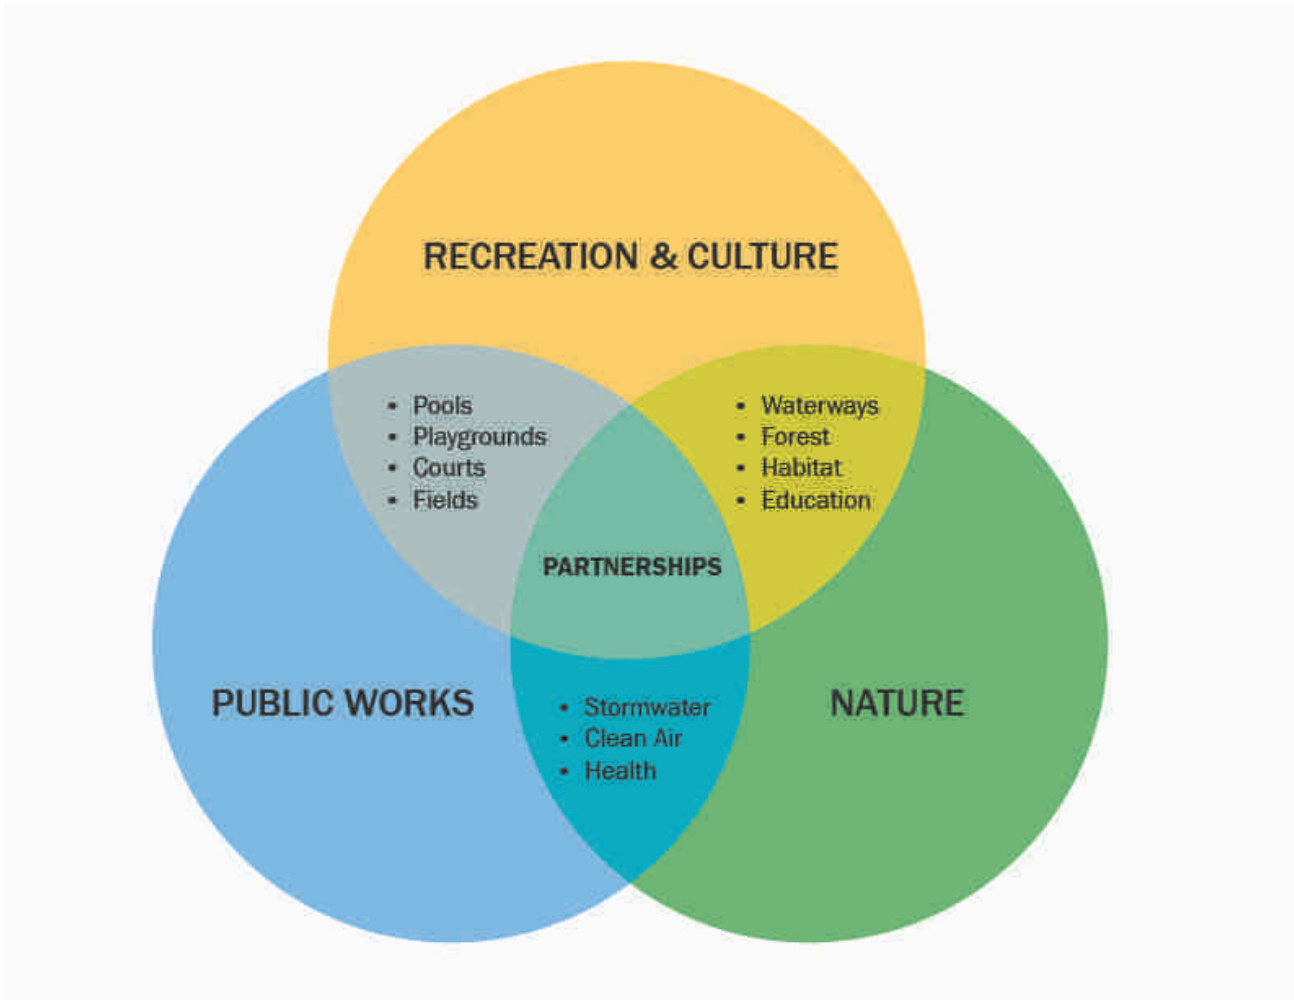 RECREATION & CULTURE
• Pools
• Playgrounds
• Courts
• Fields
• Waterways
• Forest
• Habitat
• Education
PARTNERSHIPS
PUBLIC WORKS
• Stormwater
• Clean Air
• Health
NATURE